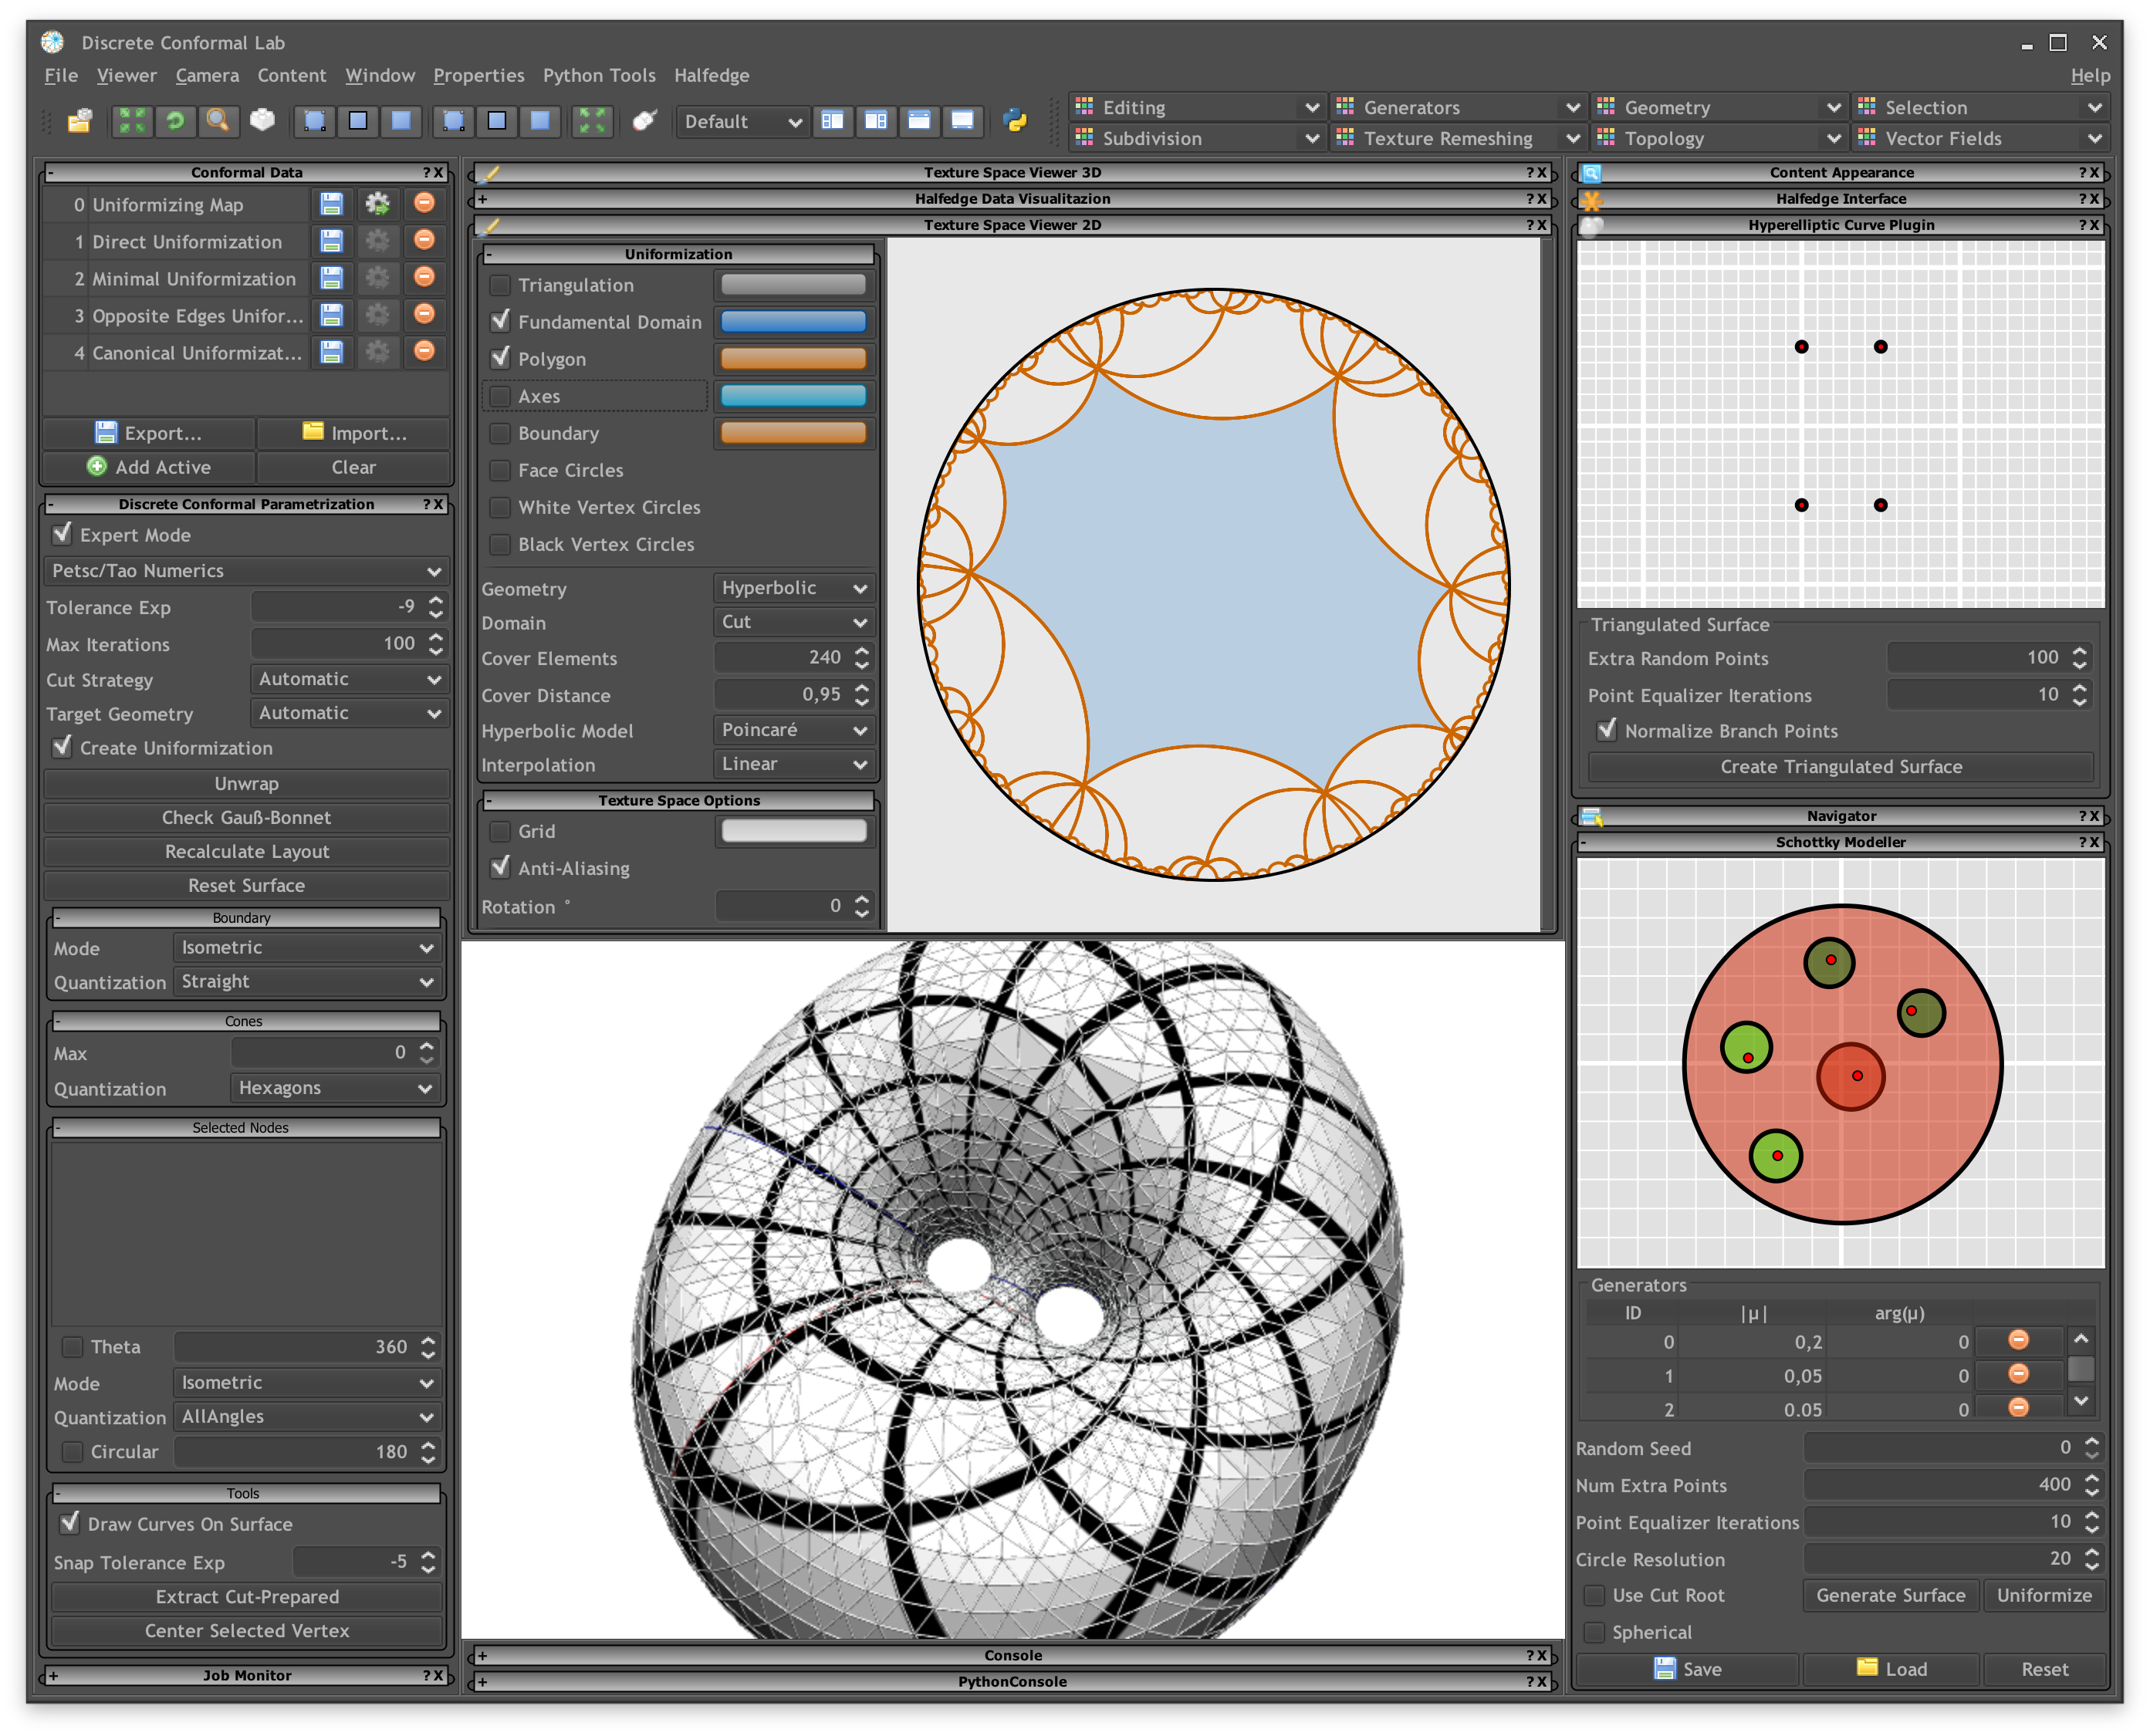 Discrete Conformal Lab
File Viewer Camera Content Window Properties Python Tools Halfedge Help
Default
Editing Generators Geometry Selection
Subdivision Texture Remeshing Topology Vector Fields
- Conformal Data ? X
0 Uniformizing Map
1 Direct Uniformization
2 Minimal Uniformization
3 Opposite Edges Unifor...
4 Canonical Uniformizat...
Export... Import...
Add Active Clear
- Discrete Conformal Parametrization ? X
Expert Mode
Petsc/Tao Numerics
Tolerance Exp -9
Max Iterations 100
Cut Strategy Automatic
Target Geometry Automatic
Create Uniformization
Unwrap
Check Gauß-Bonnet
Recalculate Layout
Reset Surface
- Boundary
Mode Isometric
Quantization Straight
- Cones
Max 0
Quantization Hexagons
- Selected Nodes
Theta 360
Mode Isometric
Quantization AllAngles
Circular 180
- Tools
Draw Curves On Surface
Snap Tolerance Exp -5
Extract Cut-Prepared
Center Selected Vertex
+ Job Monitor ? X
Texture Space Viewer 3D ? X
+ Halfedge Data Visualitazion ? X
Texture Space Viewer 2D ? X
- Uniformization
Triangulation
Fundamental Domain
Polygon
Axes
Boundary
Face Circles
White Vertex Circles
Black Vertex Circles
Geometry Hyperbolic
Domain Cut
Cover Elements 240
Cover Distance 0,95
Hyperbolic Model Poincaré
Interpolation Linear
- Texture Space Options
Grid
Anti-Aliasing
Rotation ° 0
+ Console ? X
+ PythonConsole ? X
Content Appearance ? X
Halfedge Interface ? X
Hyperelliptic Curve Plugin ? X
Triangulated Surface
Extra Random Points 100
Point Equalizer Iterations 10
Normalize Branch Points
Create Triangulated Surface
Navigator ? X
- Schottky Modeller ? X
Generators
ID |μ| arg(μ)
0 0,2 0
1 0,05 0
2 0.05 0
Random Seed 0
Num Extra Points 400
Point Equalizer Iterations 10
Circle Resolution 20
Use Cut Root Generate Surface Uniformize
Spherical
Save Load Reset